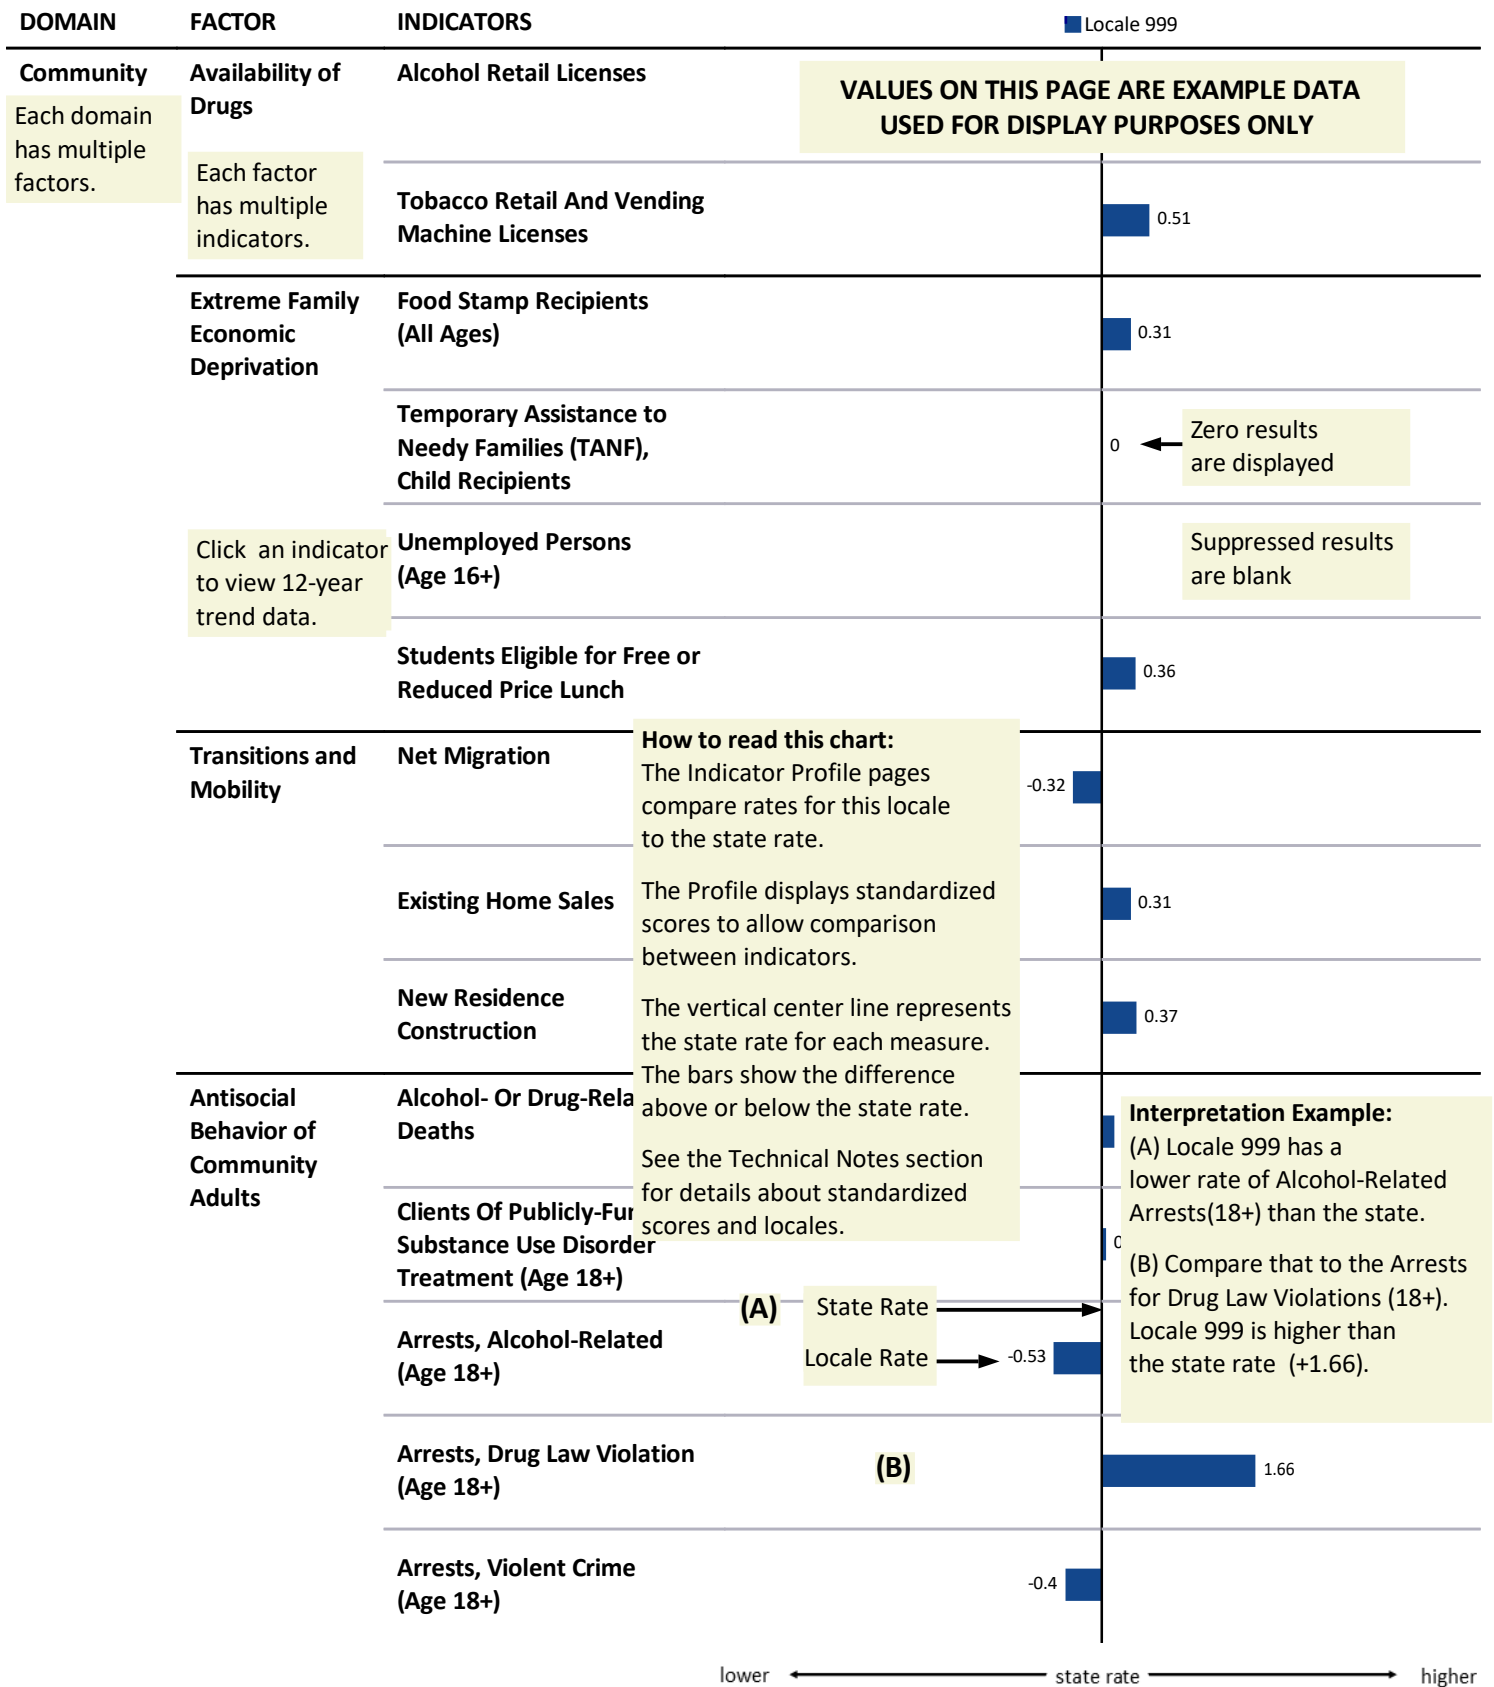 DOMAIN FACTOR INDICATORS Locale 999
Community
Each domain
has multiple
factors.
Availability of
Drugs
Each factor
has multiple
indicators.
Alcohol Retail Licenses
VALUES ON THIS PAGE ARE EXAMPLE DATA
USED FOR DISPLAY PURPOSES ONLY
Tobacco Retail And Vending
Machine Licenses
0.51
Extreme Family
Economic
Deprivation
Food Stamp Recipients
(All Ages)
0.31
Temporary Assistance to
Needy Families (TANF),
Child Recipients
0
Zero results
are displayed
Click an indicator
to view 12-year
trend data.
Unemployed Persons
(Age 16+)
Suppressed results
are blank
Students Eligible for Free or
Reduced Price Lunch
0.36
Transitions and
Mobility
Net Migration
-0.32
How to read this chart:
The Indicator Profile pages
compare rates for this locale
to the state rate.
The Profile displays standardized
scores to allow comparison
between indicators.
The vertical center line represents
the state rate for each measure.
The bars show the difference
above or below the state rate.
See the Technical Notes section
for details about standardized
scores and locales.
Existing Home Sales
0.31
New Residence
Construction
0.37
Antisocial
Behavior of
Community
Adults
Alcohol- Or
Deaths
Interpretation Example:
(A) Locale 999 has a
lower rate of Alcohol-Related
Arrests(18+) than the state.
(B) Compare that to the Arrests
for Drug Law Violations (18+).
Locale 999 is higher than
the state rate (+1.66).
Clients Of
Substance Use Disorder
Treatment (Age 18+)
(A) State Rate
Locale Rate
Arrests, Alcohol-Related
(Age 18+)
-0.53
Arrests, Drug Law Violation
(Age 18+)
(B)
1.66
Arrests, Violent Crime
(Age 18+)
-0.4
lower state rate higher